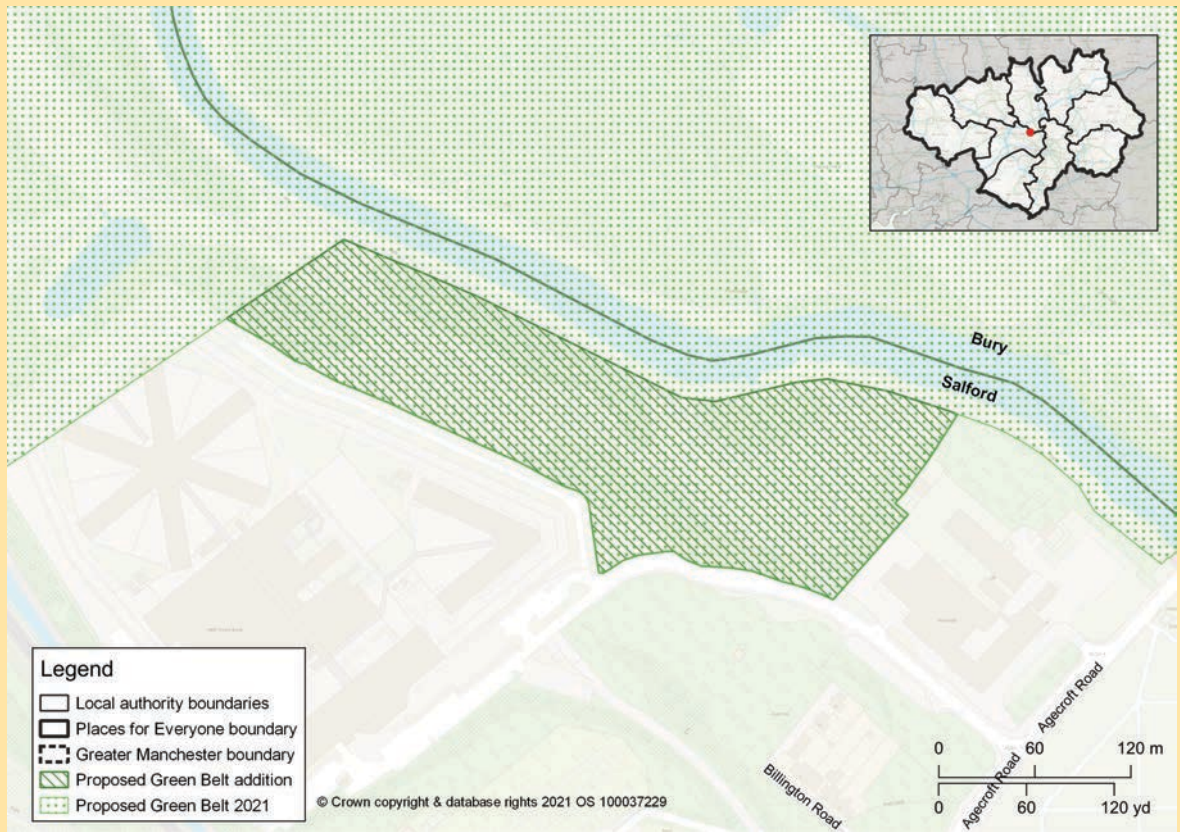 Bury
Salford
Agecroft Road
Billington Road
Agecroft Road
Legend
Local authority boundaries
Places for Everyone boundary
Greater Manchester boundary
Proposed Green Belt addition
Proposed Green Belt 2021
© Crown copyright & database rights 2021 OS 100037229
0 60 120 m
0 60 120 yd